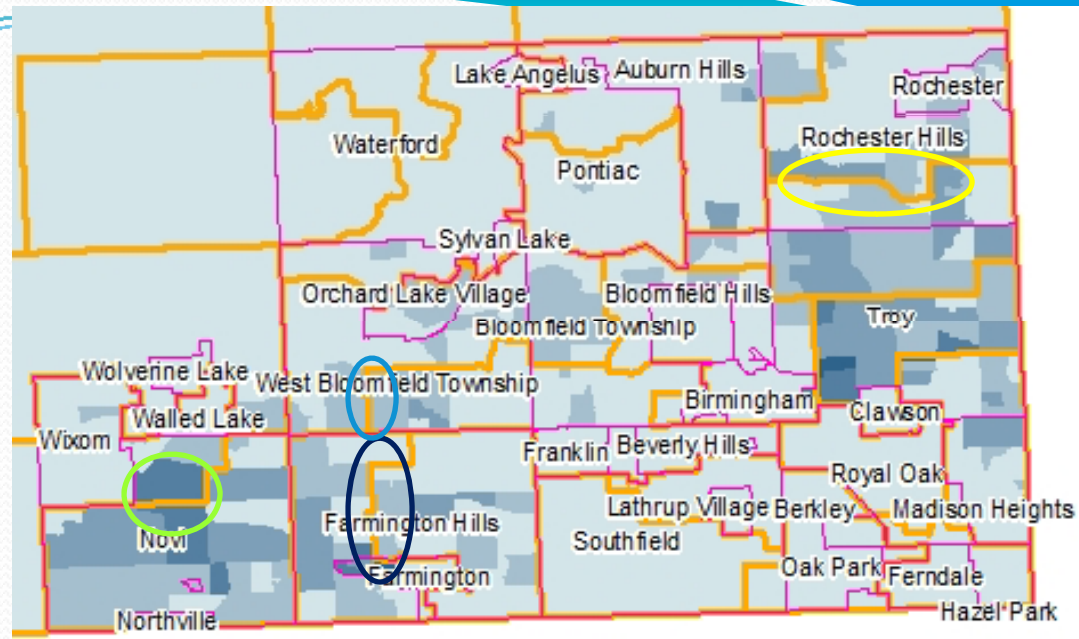 Lake Angelus
Auburn Hills
Rochester
Waterford
Rochester Hills
Pontiac
Sylvan Lake
Orchard Lake Village
Bloomfield Hills
Troy
Bloomfield Township
Wolverine Lake
West Bloomfield Township
Birmingham
Clawson
Walled Lake
Wixom
Franklin
Beverly Hills
Royal Oak
Lathrup Village
Berkley
Madison Heights
Farmington Hills
Novi
Southfield
Oak Park
Ferndale
Farmington
Hazel Park
Northville